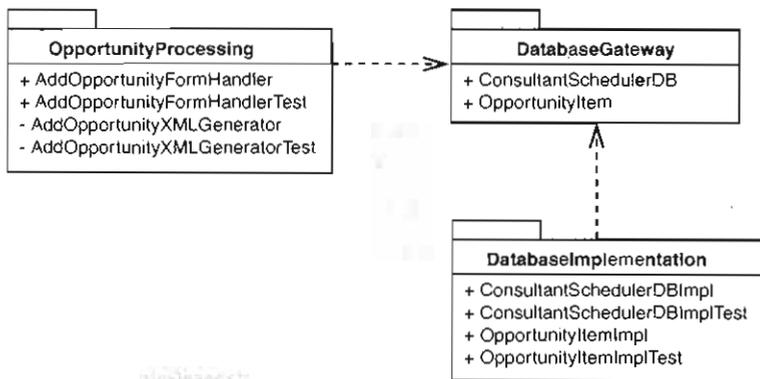 OpportunityProcessing
+ AddOpportunityFormHandler
+ AddOpportunityFormHandlerTest
- AddOpportunityXMLGenerator
- AddOpportunityXMLGeneratorTest
DatabaseGateway
+ ConsultantSchedulerDB
+ OpportunityItem
DatabaseImplementation
+ ConsultantSchedulerDBImpl
+ ConsultantSchedulerDBImplTest
+ OpportunityItemImpl
+ OpportunityItemImplTest